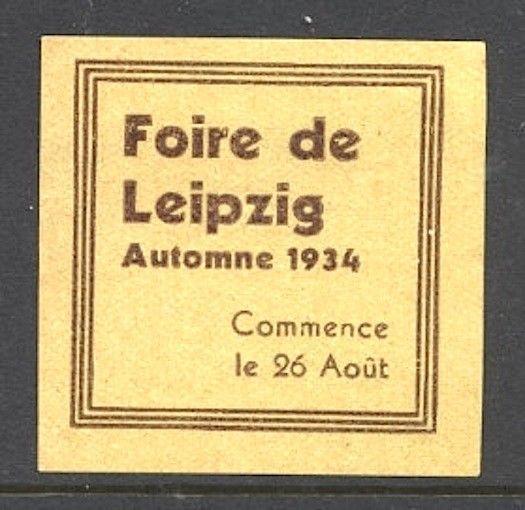 Foire de
Leipzig
Automne 1934
Commence
le 26 Août